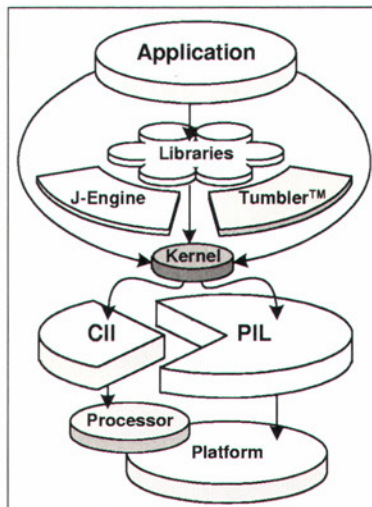 Application
Libraries
J-Engine
Tumbler™
Kernel
CII
PIL
Processor
Platform